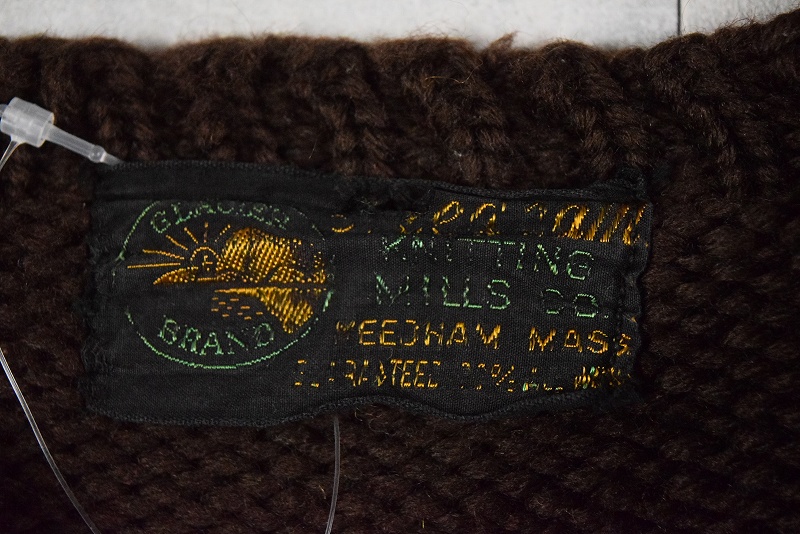 GLACIER
BRAND
KNITTING
MILLS CO.
NEEDHAM MASS
GUARANTEED